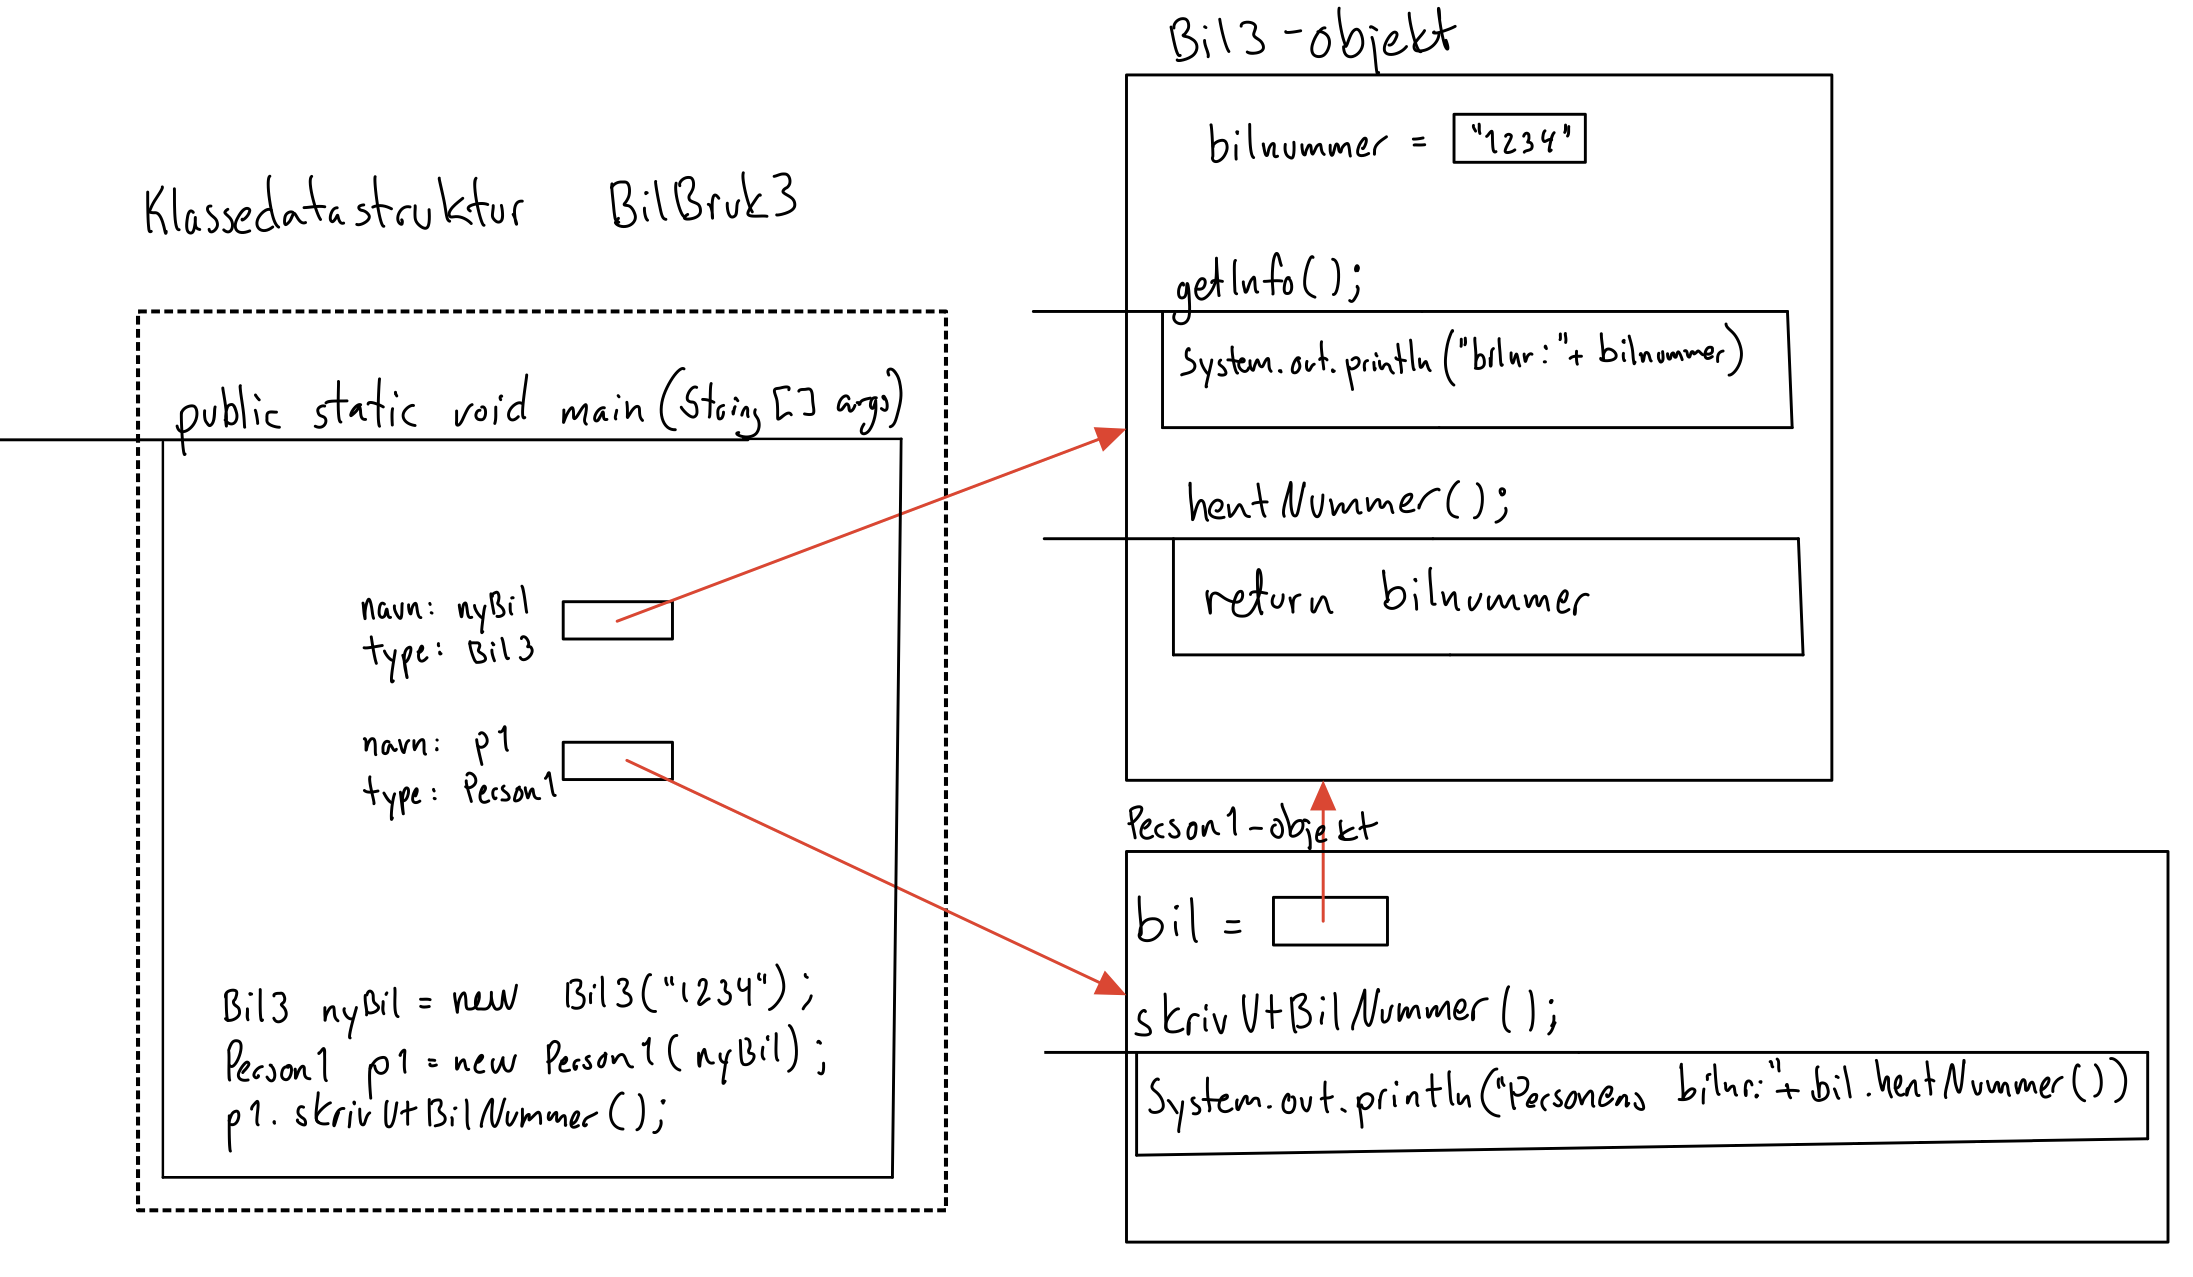 Klassedatastruktur BilBruk3
public static void main(String [] args)
navn: nyBil
type: Bil3
navn: p1
type: Person1
Bil3 nyBil = new Bil3("1234");
Person1 p1 = new Person1(nyBil);
p1.skrivUtBilNummer();
Bil3-objekt
bilnummer = "1234"
getInfo();
System.out.println("bilnr:"+ bilnummer)
hentNummer();
return bilnummer
Person1-objekt
bil =
skrivUtBilNummer();
System.out.println("Personens bilnr:"+bil.hentNummer())